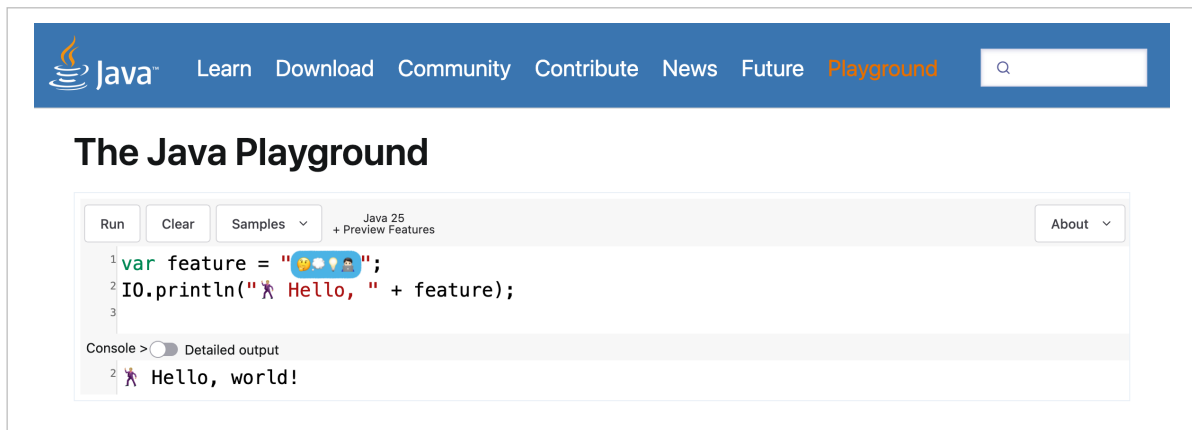 Java™ Learn Download Community Contribute News Future Playground
The Java Playground
Run Clear Samples Java 25 About
+ Preview Features
1 var feature = "🤔💭💡🙎🏻‍♂️";
2 IO.println("🕺🏽 Hello, " + feature);
3
Console > Detailed output
2 🕺🏽 Hello, world!